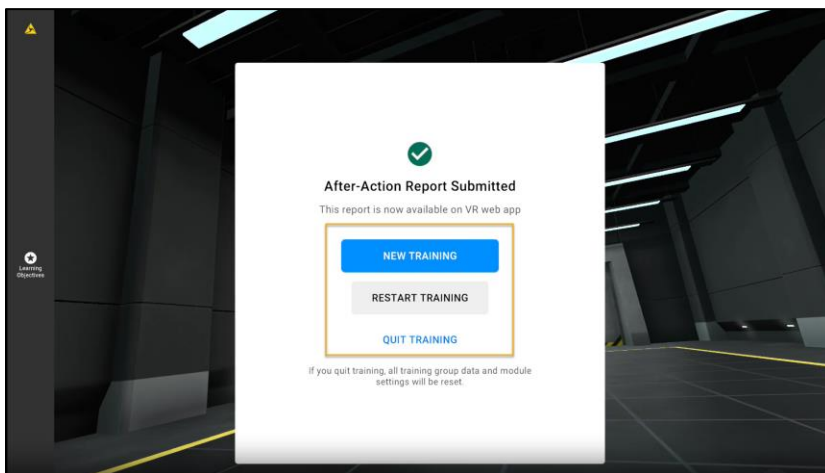 After-Action Report Submitted
This report is now available on VR web app
NEW TRAINING
RESTART TRAINING
QUIT TRAINING
If you quit training, all training group data and module
settings will be reset.
Learning
Objectives